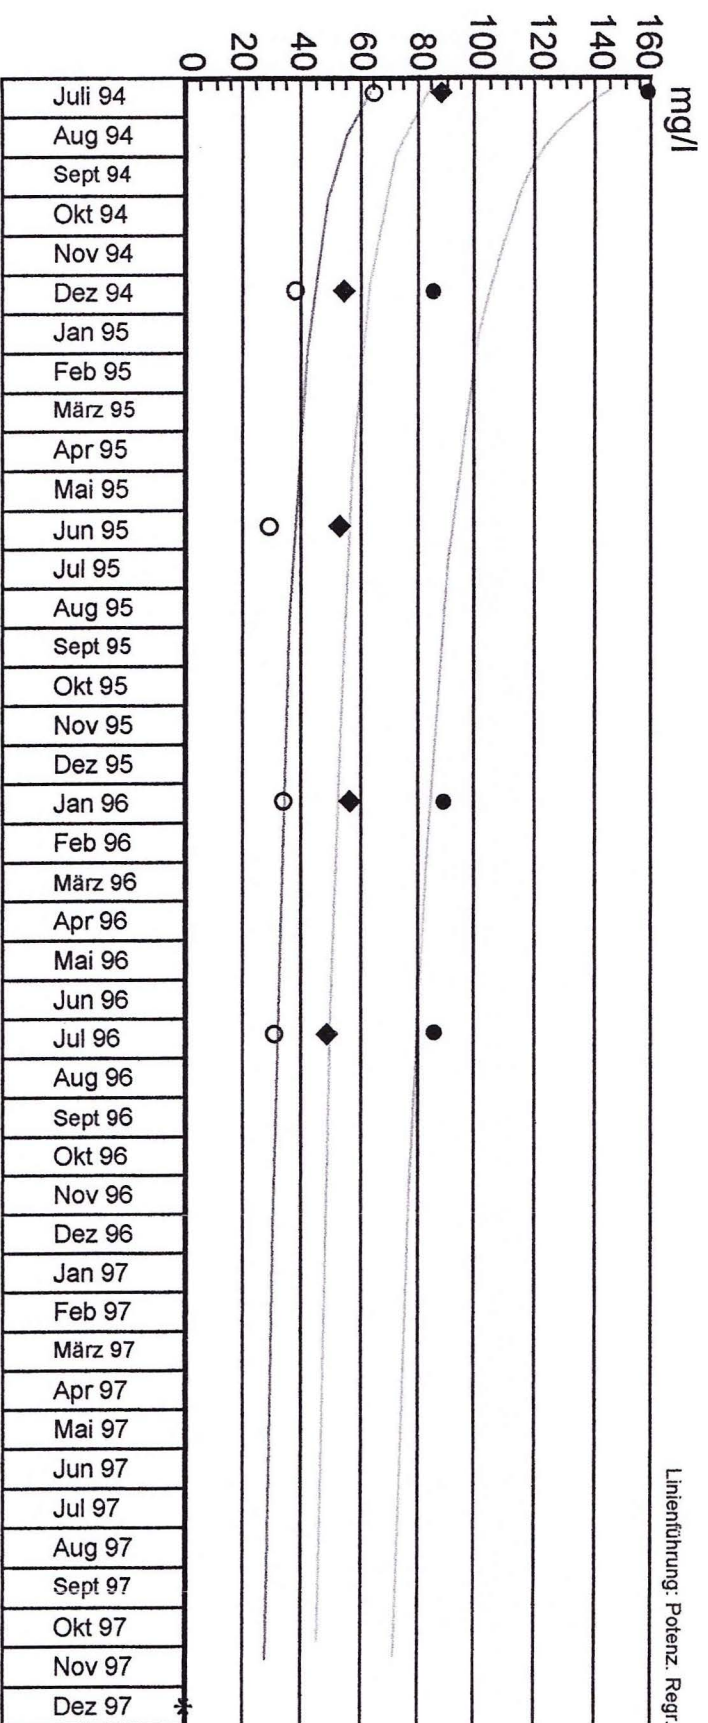 0
20
40
60
80
100
120
140
160
mg/l
Juli 94
Aug 94
Sept 94
Okt 94
Nov 94
Dez 94
Jan 95
Feb 95
März 95
Apr 95
Mai 95
Jun 95
Jul 95
Aug 95
Sept 95
Okt 95
Nov 95
Dez 95
Jan 96
Feb 96
März 96
Apr 96
Mai 96
Jun 96
Jul 96
Aug 96
Sept 96
Okt 96
Nov 96
Dez 96
Jan 97
Feb 97
März 97
Apr 97
Mai 97
Jun 97
Jul 97
Aug 97
Sept 97
Okt 97
Nov 97
Dez 97
*
Linienführung: Potenz. Regr.